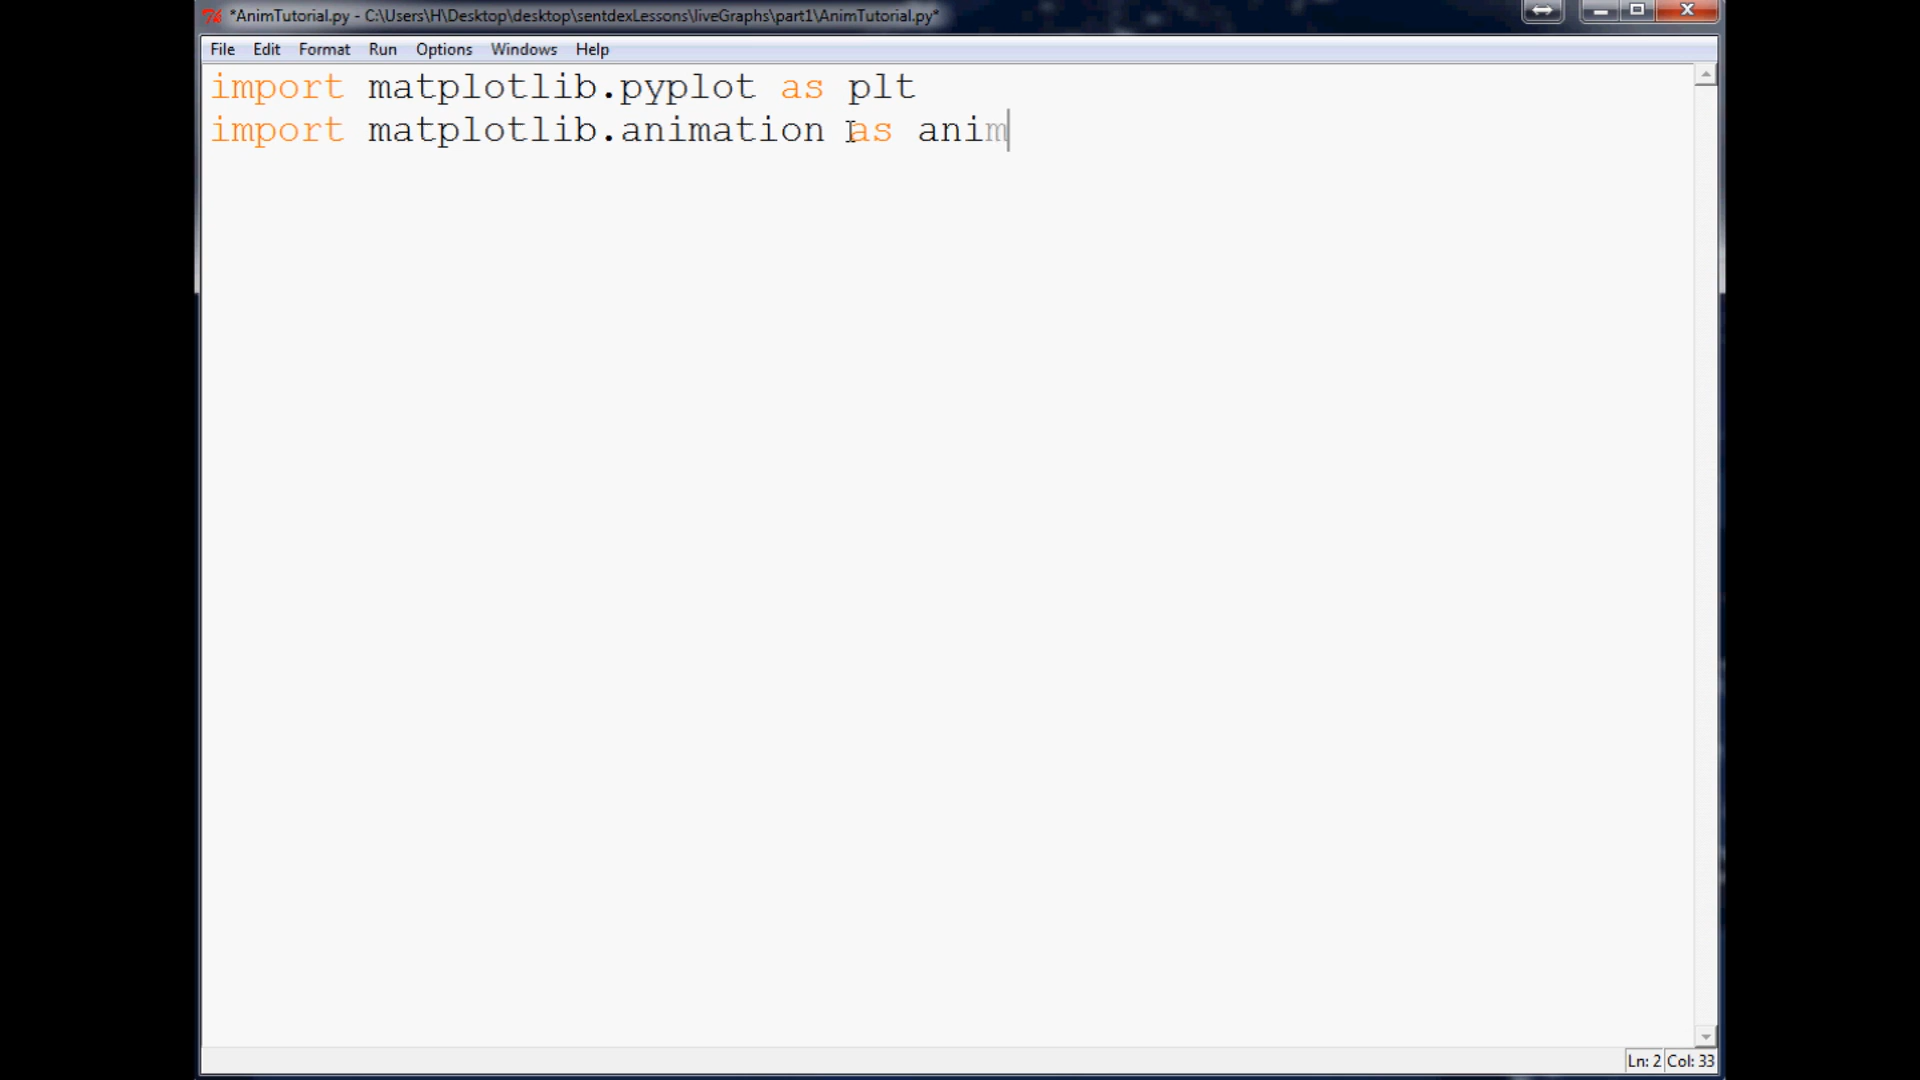 *AnimTutorial.py - C:\Users\H\Desktop\desktop\sentdexLessons\liveGraphs\part1\AnimTutorial.py*
File Edit Format Run Options Windows Help
import matplotlib.pyplot as plt
import matplotlib.animation as anim
Ln: 2 Col: 33